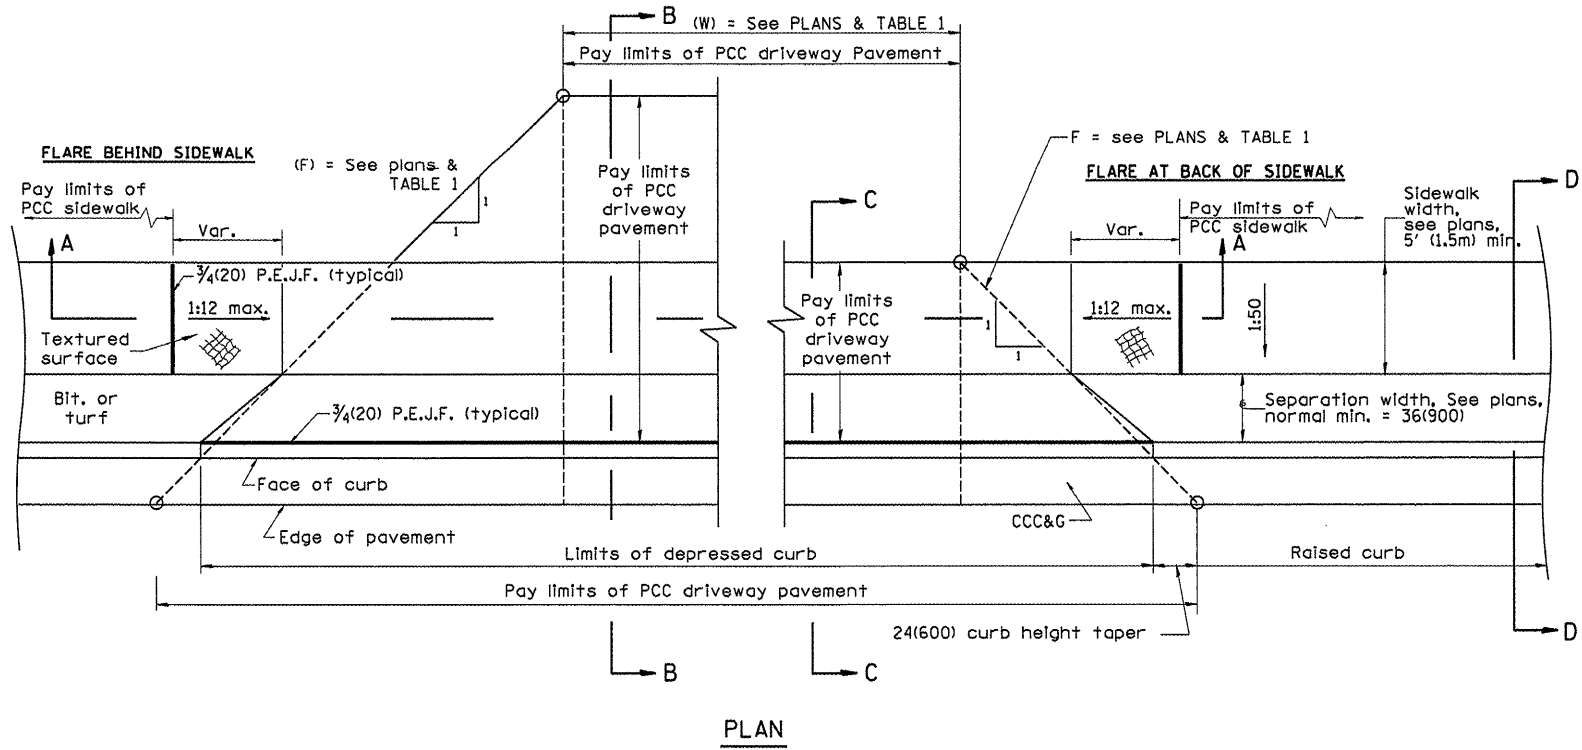 B
(W) = See PLANS & TABLE 1
Pay limits of PCC driveway Pavement
FLARE BEHIND SIDEWALK
(F) = See plans &
TABLE 1
1
1
Pay limits of
PCC sidewalk
Var.
A
Pay limits
of PCC
driveway
pavement
C
F = see PLANS & TABLE 1
FLARE AT BACK OF SIDEWALK
D
Pay limits of
PCC sidewalk
Var.
A
Sidewalk
width,
see plans,
5' (1.5m) min.
3/4(20) P.E.J.F. (typical)
1:12 max.
Textured
surface
Pay limits
of PCC
driveway
pavement
1
1
1:12 max.
1:50
Bit. or
turf
3/4(20) P.E.J.F. (typical)
Separation width, See plans,
normal min. = 36(900)
Face of curb
Edge of pavement
CCC&G
Limits of depressed curb
Raised curb
Pay limits of PCC driveway pavement
24(600) curb height taper
D
B
C
PLAN